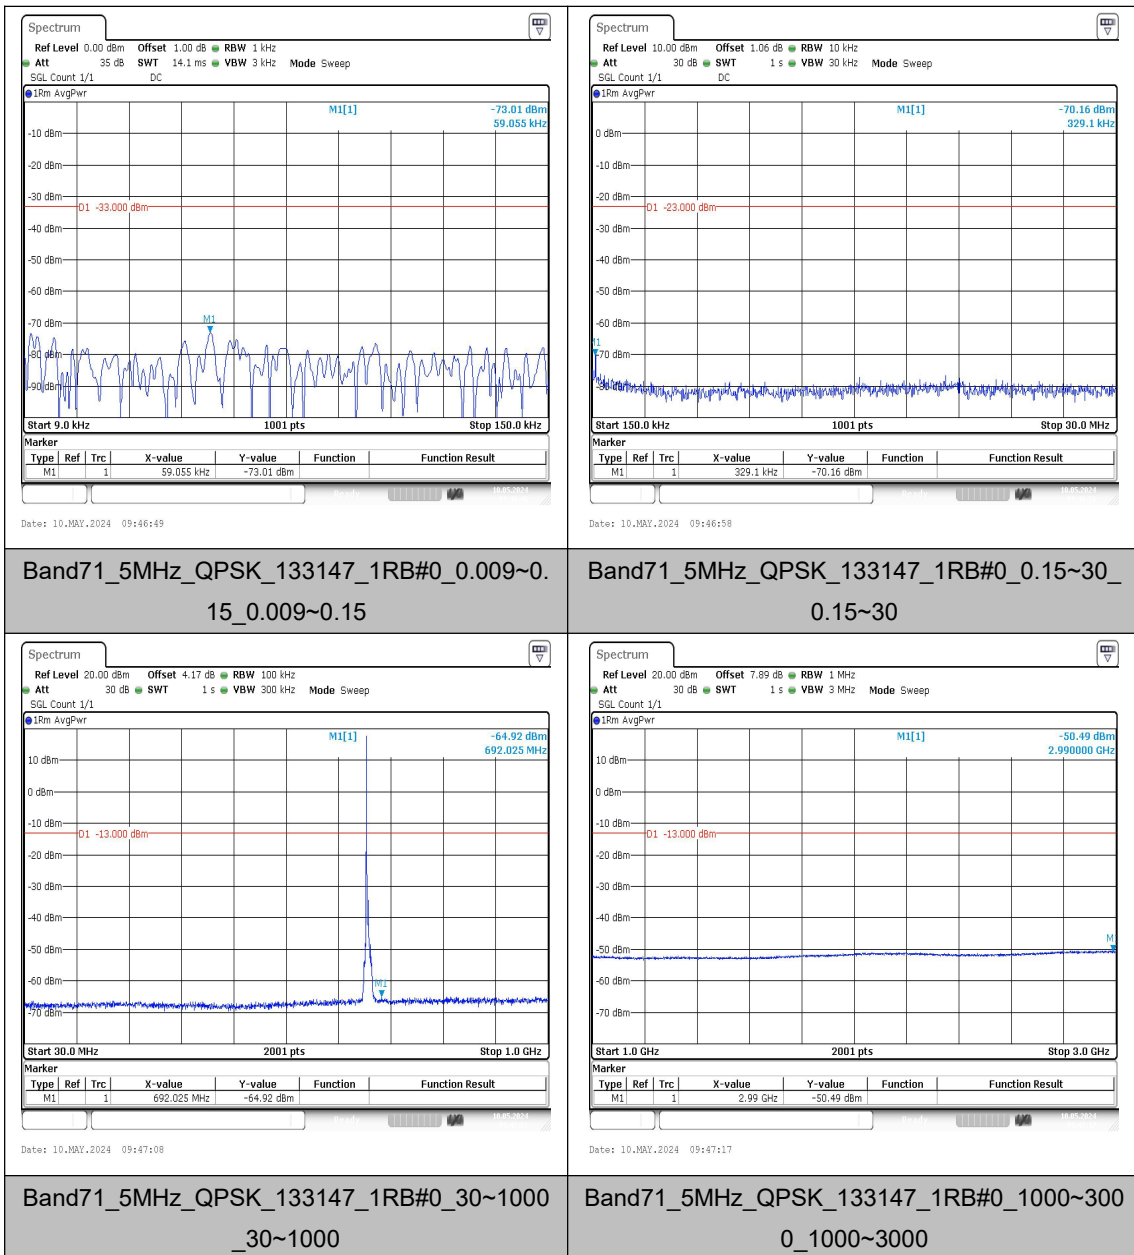 Spectrum
Ref Level 0.00 dBm Offset 1.00 dB RBW 1 kHz
Att 35 dB SWT 14.1 ms VBW 3 kHz Mode Sweep
SGL Count 1/1 DC
1Rm AvgPwr
M1[1] -73.01 dBm
59.055 kHz
-10 dBm
-20 dBm
-30 dBm
D1 -33.000 dBm
-40 dBm
-50 dBm
-60 dBm
-70 dBm
M1
-80 dBm
-90 dBm
Start 9.0 kHz 1001 pts Stop 150.0 kHz
Marker
Type Ref Trc X-value Y-value Function Function Result
M1 1 59.055 kHz -73.01 dBm
Ready 10.05.2024
Date: 10.MAY.2024 09:46:49
Band71_5MHz_QPSK_133147_1RB#0_0.009~0.
15_0.009~0.15
Spectrum
Ref Level 10.00 dBm Offset 1.06 dB RBW 10 kHz
Att 30 dB SWT 1 s VBW 30 kHz Mode Sweep
SGL Count 1/1 DC
1Rm AvgPwr
M1[1] -70.16 dBm
329.1 kHz
0 dBm
-10 dBm
-20 dBm
D1 -23.000 dBm
-30 dBm
-40 dBm
-50 dBm
-60 dBm
-70 dBm
Start 150.0 kHz 1001 pts Stop 30.0 MHz
Marker
Type Ref Trc X-value Y-value Function Function Result
M1 1 329.1 kHz -70.16 dBm
10.05.2024
Date: 10.MAY.2024 09:46:58
Band71_5MHz_QPSK_133147_1RB#0_0.15~30_
0.15~30
Spectrum
Ref Level 20.00 dBm Offset 4.17 dB RBW 100 kHz
Att 30 dB SWT 1 s VBW 300 kHz Mode Sweep
SGL Count 1/1
1Rm AvgPwr
M1[1] -64.92 dBm
692.025 MHz
10 dBm
0 dBm
-10 dBm
D1 -13.000 dBm
-20 dBm
-30 dBm
-40 dBm
-50 dBm
-60 dBm
M1
-70 dBm
Start 30.0 MHz 2001 pts Stop 1.0 GHz
Marker
Type Ref Trc X-value Y-value Function Function Result
M1 1 692.025 MHz -64.92 dBm
10.05.2024
Date: 10.MAY.2024 09:47:08
Band71_5MHz_QPSK_133147_1RB#0_30~1000
_30~1000
Spectrum
Ref Level 20.00 dBm Offset 7.89 dB RBW 1 MHz
Att 30 dB SWT 1 s VBW 3 MHz Mode Sweep
SGL Count 1/1
1Rm AvgPwr
M1[1] -50.49 dBm
2.990000 GHz
10 dBm
0 dBm
-10 dBm
D1 -13.000 dBm
-20 dBm
-30 dBm
-40 dBm
-50 dBm
-60 dBm
-70 dBm
Start 1.0 GHz 2001 pts Stop 3.0 GHz
Marker
Type Ref Trc X-value Y-value Function Function Result
M1 1 2.99 GHz -50.49 dBm
10.05.2024
Date: 10.MAY.2024 09:47:17
Band71_5MHz_QPSK_133147_1RB#0_1000~300
0_1000~3000